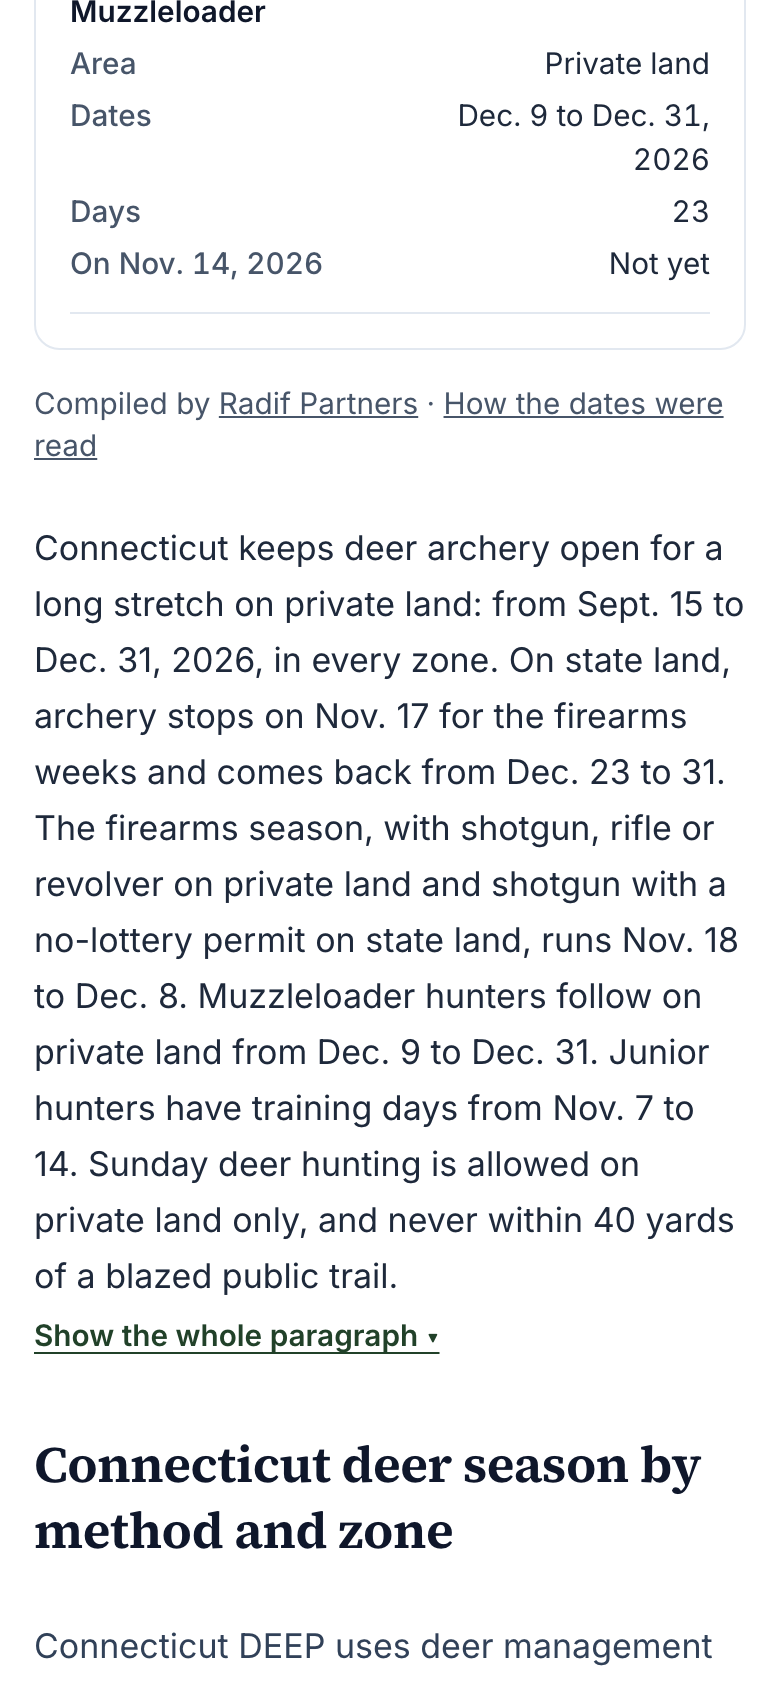 Muzzleloader
Area Private land
Dates Dec. 9 to Dec. 31,
2026
Days 23
On Nov. 14, 2026 Not yet
Compiled by Radif Partners · How the dates were
read
Connecticut keeps deer archery open for a
long stretch on private land: from Sept. 15 to
Dec. 31, 2026, in every zone. On state land,
archery stops on Nov. 17 for the firearms
weeks and comes back from Dec. 23 to 31.
The firearms season, with shotgun, rifle or
revolver on private land and shotgun with a
no-lottery permit on state land, runs Nov. 18
to Dec. 8. Muzzleloader hunters follow on
private land from Dec. 9 to Dec. 31. Junior
hunters have training days from Nov. 7 to
14. Sunday deer hunting is allowed on
private land only, and never within 40 yards
of a blazed public trail.
Show the whole paragraph ▾
Connecticut deer season by
method and zone
Connecticut DEEP uses deer management